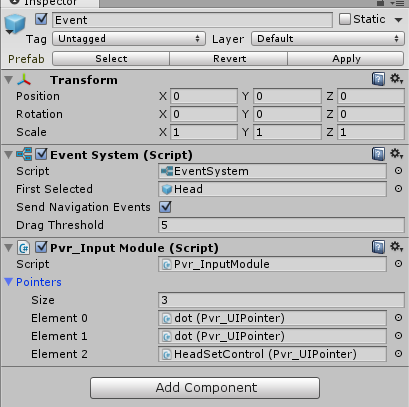 Inspector
Event Static
Tag Untagged Layer Default
Prefab Select Revert Apply
Transform
Position X 0 Y 0 Z 0
Rotation X 0 Y 0 Z 0
Scale X 1 Y 1 Z 1
Event System (Script)
Script EventSystem
First Selected Head
Send Navigation Events
Drag Threshold 5
Pvr_Input Module (Script)
Script Pvr_InputModule
Pointers
Size 3
Element 0 dot (Pvr_UIPointer)
Element 1 dot (Pvr_UIPointer)
Element 2 HeadSetControl (Pvr_UIPointer)
Add Component